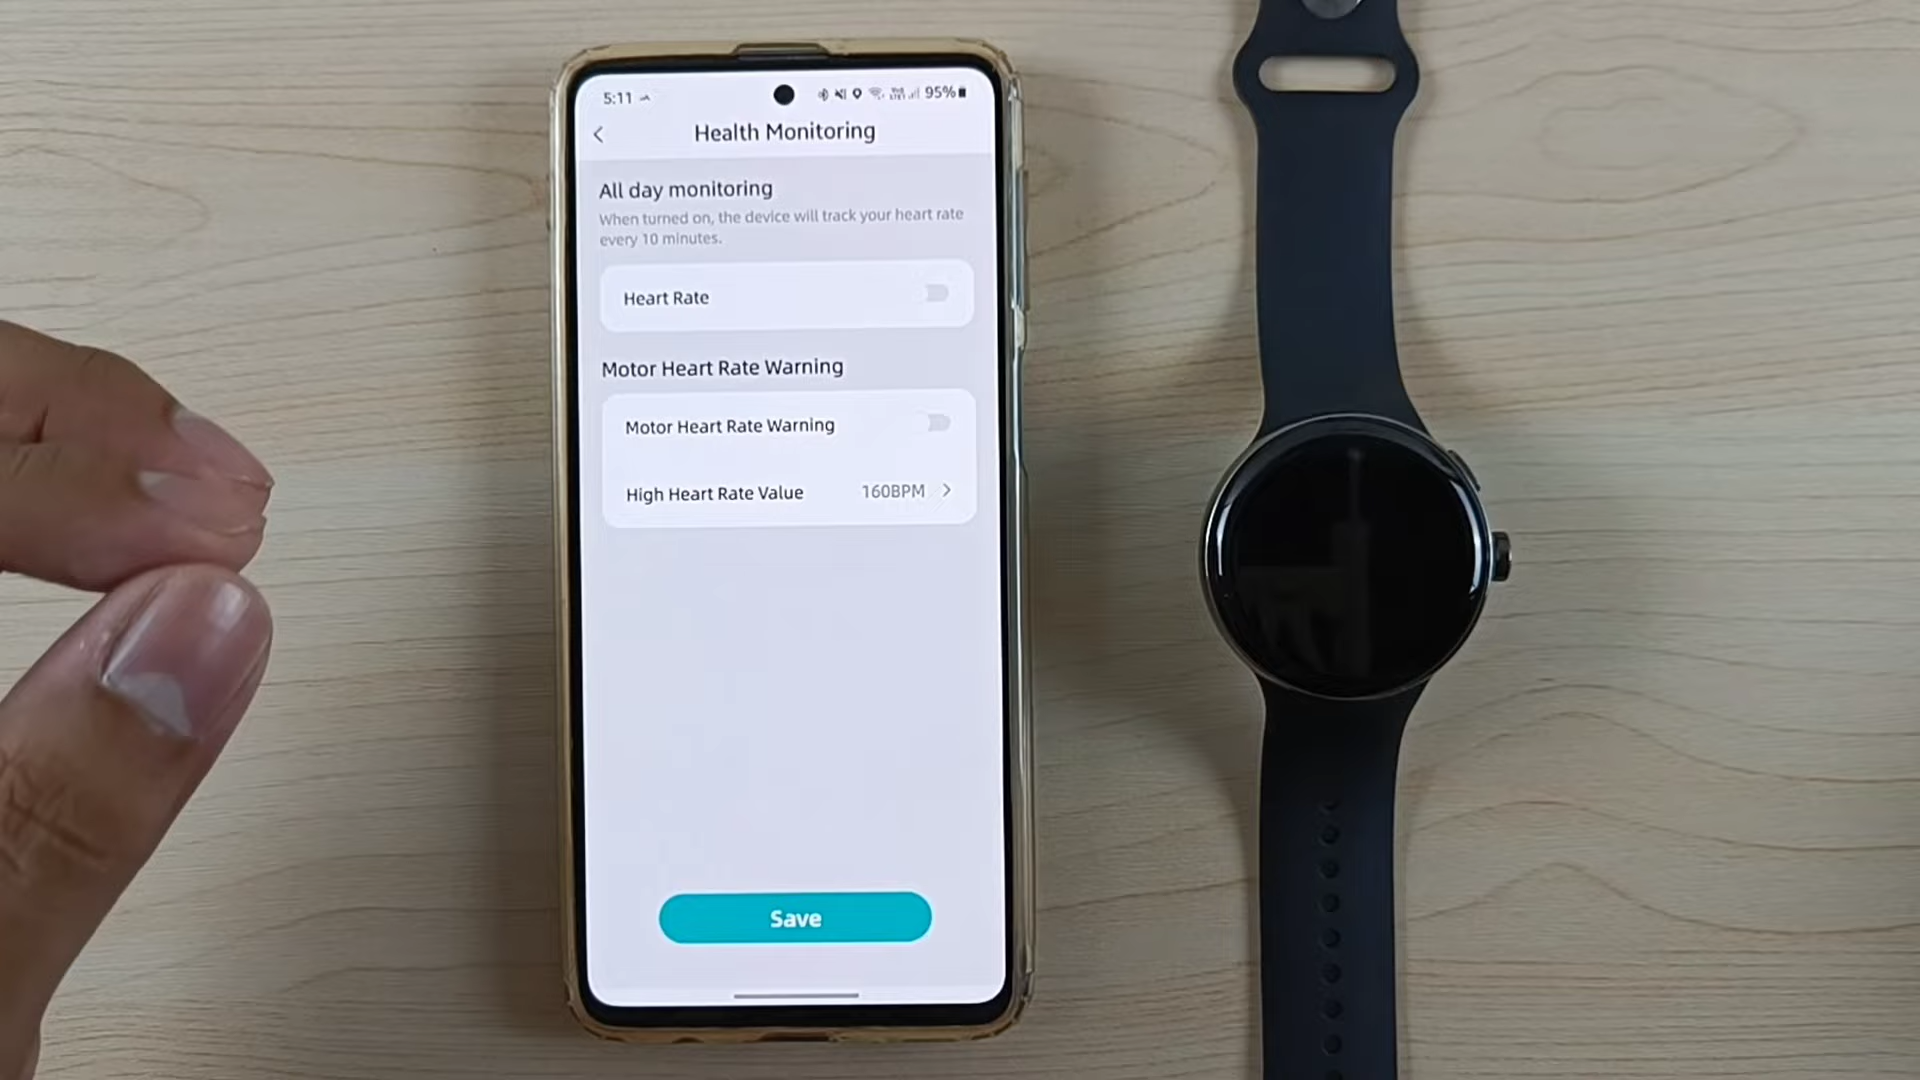 5:11
95%
Health Monitoring
All day monitoring
When turned on, the device will track your heart rate
every 10 minutes.
Heart Rate
Motor Heart Rate Warning
Motor Heart Rate Warning
High Heart Rate Value 160BPM
Save